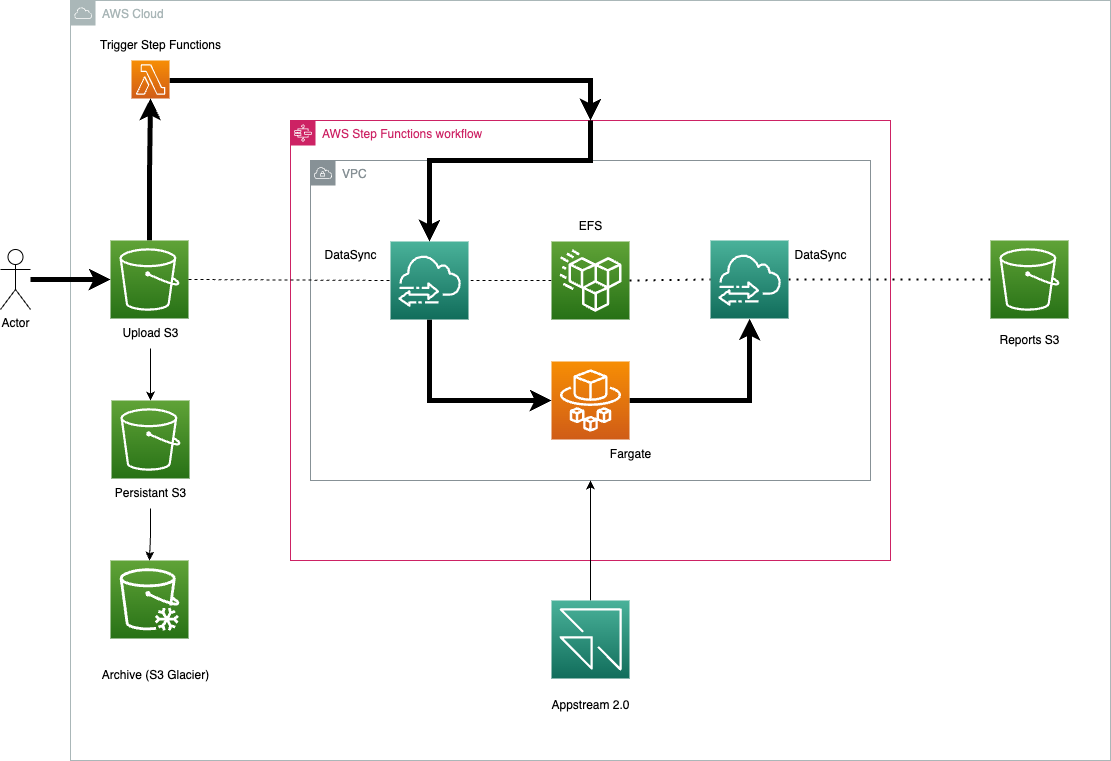 AWS Cloud
Trigger Step Functions
AWS Step Functions workflow
VPC
EFS
DataSync
DataSync
Actor
Upload S3
Reports S3
Fargate
Persistant S3
Archive (S3 Glacier)
Appstream 2.0